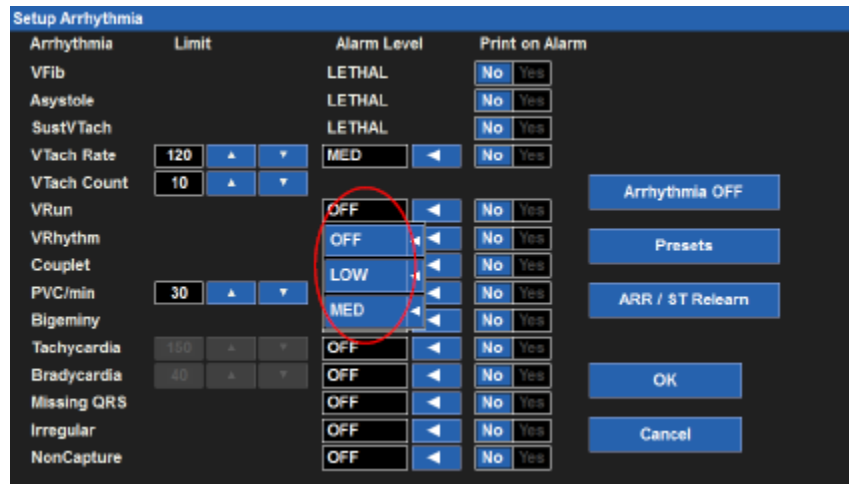 Setup Arrhythmia
Arrhythmia Limit Alarm Level Print on Alarm
VFib LETHAL No Yes
Asystole LETHAL No Yes
SustVTach LETHAL No Yes
VTach Rate 120 MED No Yes
VTach Count 10
Arrhythmia OFF
VRun OFF No Yes
VRhythm OFF No Yes
Presets
Couplet LOW No Yes
PVC/min 30 MED No Yes
ARR / ST Relearn
Bigeminy No Yes
Tachycardia 150 OFF No Yes
Bradycardia 40 OFF No Yes
OK
Missing QRS OFF No Yes
Irregular OFF No Yes
Cancel
NonCapture OFF No Yes